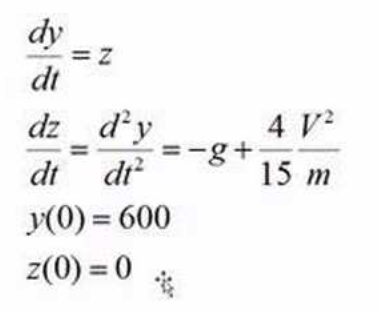 dy/dt = z
dz/dt = d²y/dt² = −g + 4/15 V²/m
y(0) = 600
z(0) = 0